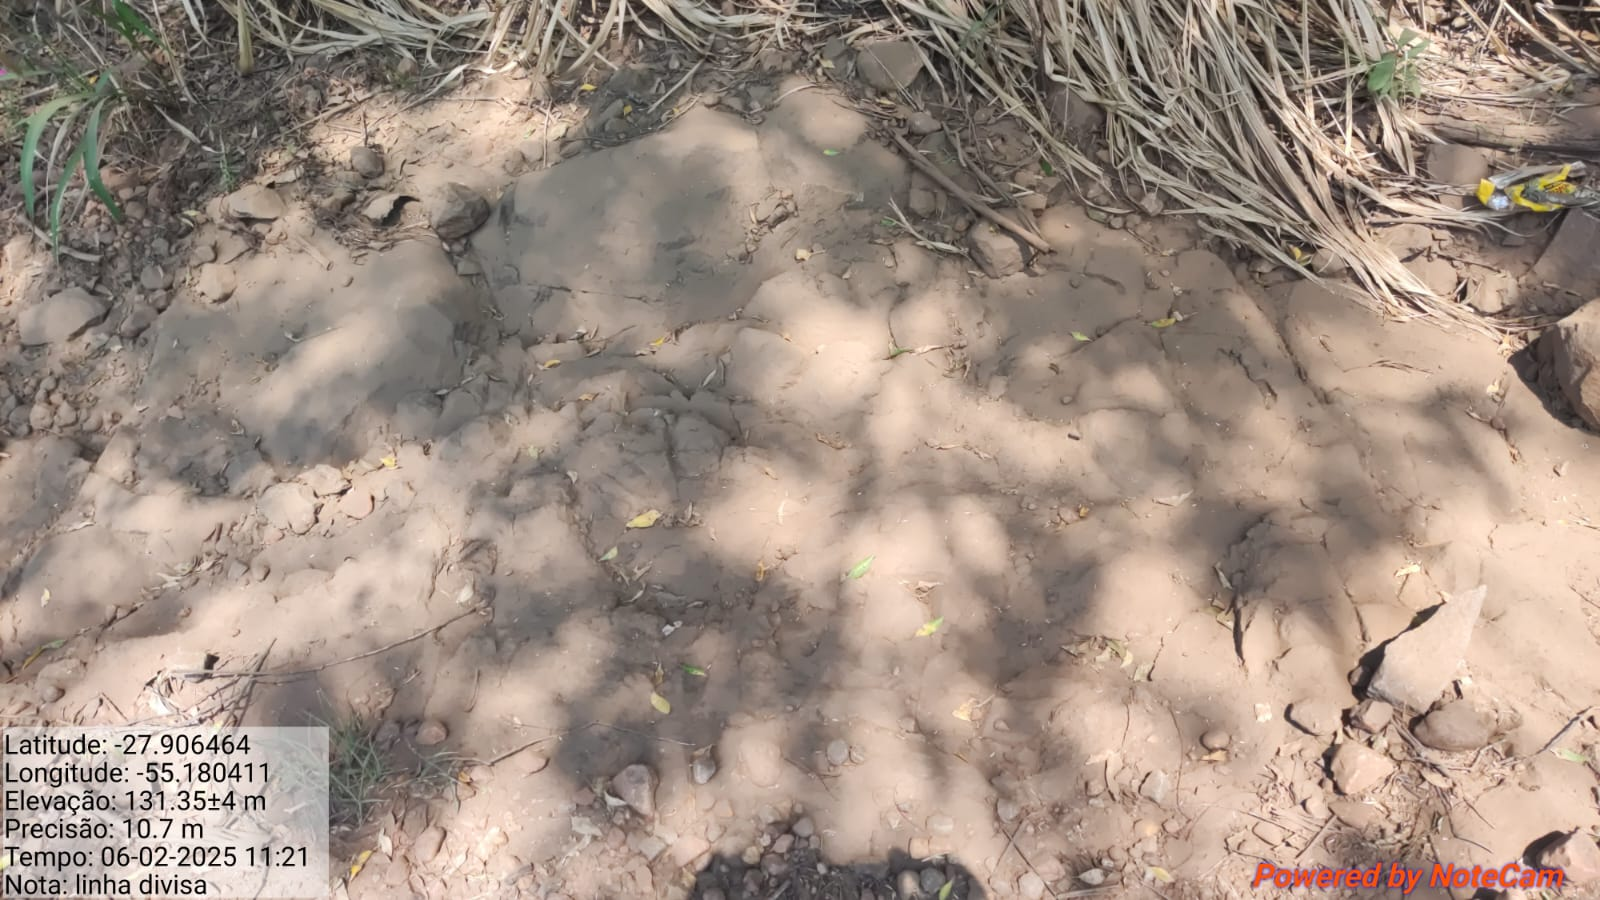 Latitude: -27.906464
Longitude: -55.180411
Elevação: 131.35±4 m
Precisão: 10.7 m
Tempo: 06-02-2025 11:21
Nota: linha divisa
Powered by NoteCam